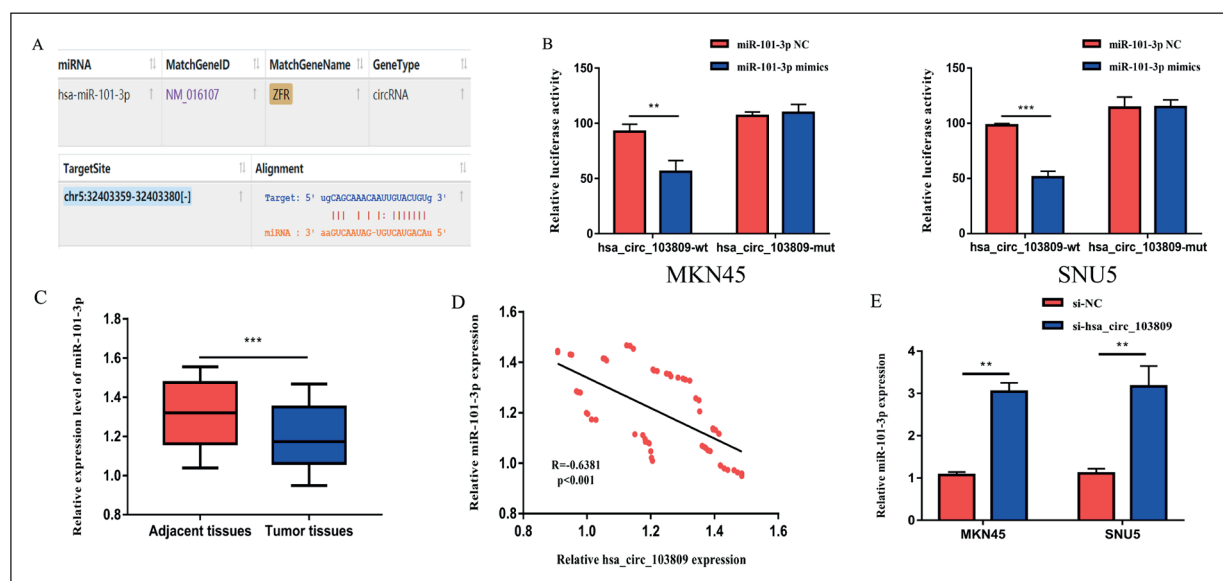 A
miRNA MatchGeneID MatchGeneName GeneType
hsa-miR-101-3p NM_016107 ZFR circRNA
TargetSite Alignment
chr5:32403359-32403380[-]
Target: 5' ugCAGCAAACAAUUGUACUGUg 3'
||| | | |: |||||||
miRNA : 3' aaGUCAAUAG-UGUCAUGACAu 5'
B
miR-101-3p NC
miR-101-3p mimics
Relative luciferase activity
150
100
50
0
**
hsa_circ_103809-wt hsa_circ_103809-mut
MKN45
miR-101-3p NC
miR-101-3p mimics
Relative luciferase activity
150
100
50
0
***
hsa_circ_103809-wt hsa_circ_103809-mut
SNU5
C
Relative expression level of miR-101-3p
1.8
1.6
1.4
1.2
1.0
0.8
***
Adjacent tissues Tumor tissues
D
Relative miR-101-3p expression
1.6
1.4
1.2
1.0
0.8
R=-0.6381
p<0.001
1.0 1.2 1.4 1.6
Relative hsa_circ_103809 expression
E
si-NC
si-hsa_circ_103809
Relative miR-101-3p expression
4
3
2
1
0
** **
MKN45 SNU5